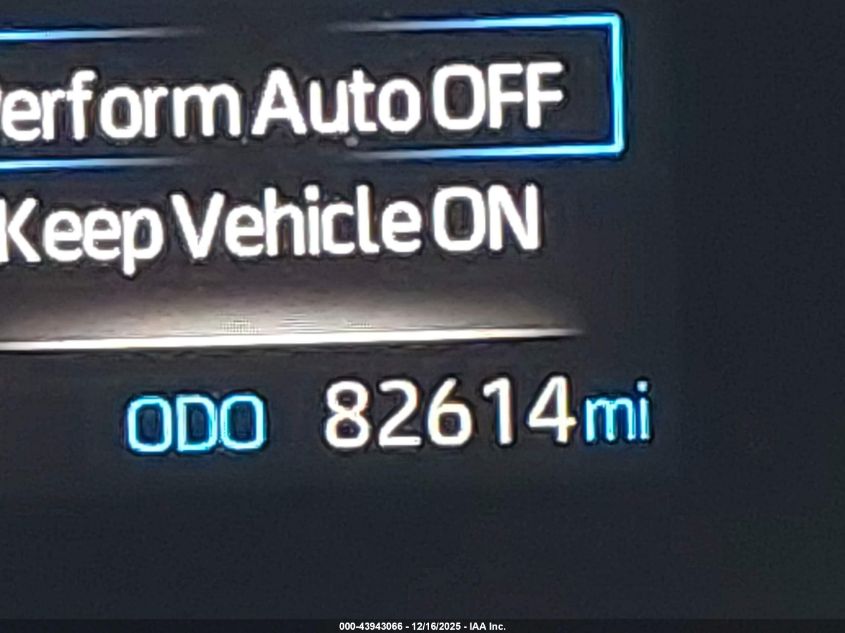 erform Auto OFF
Keep Vehicle ON
ODO 82614 mi
000-43943066 - 12/16/2025 - IAA Inc.